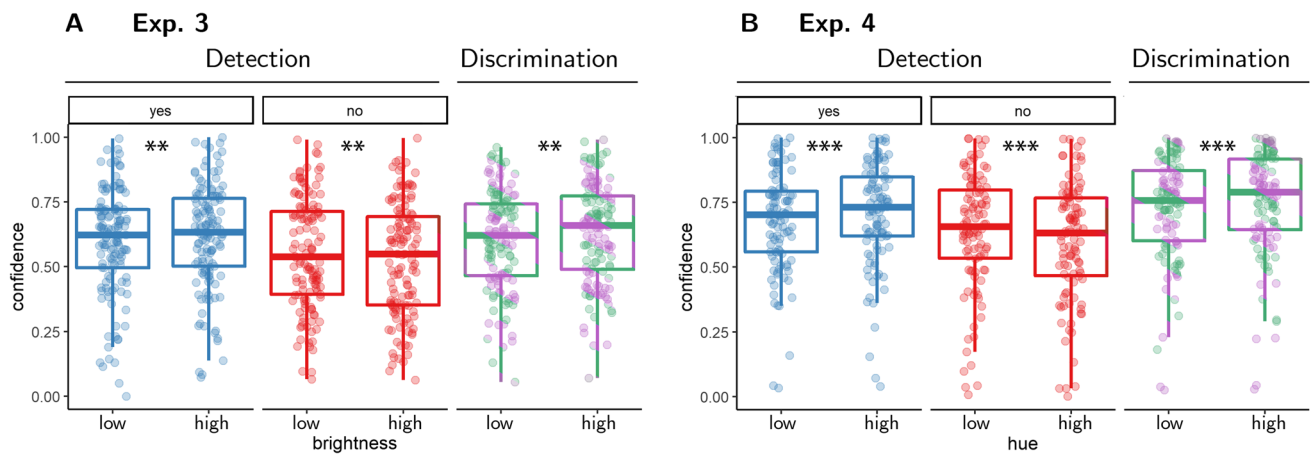 A Exp. 3
Detection Discrimination
yes no
** ** **
confidence
1.00
0.75
0.50
0.25
0.00
low high low high low high
brightness
B Exp. 4
Detection Discrimination
yes no
*** *** ***
confidence
1.00
0.75
0.50
0.25
0.00
low high low high low high
hue